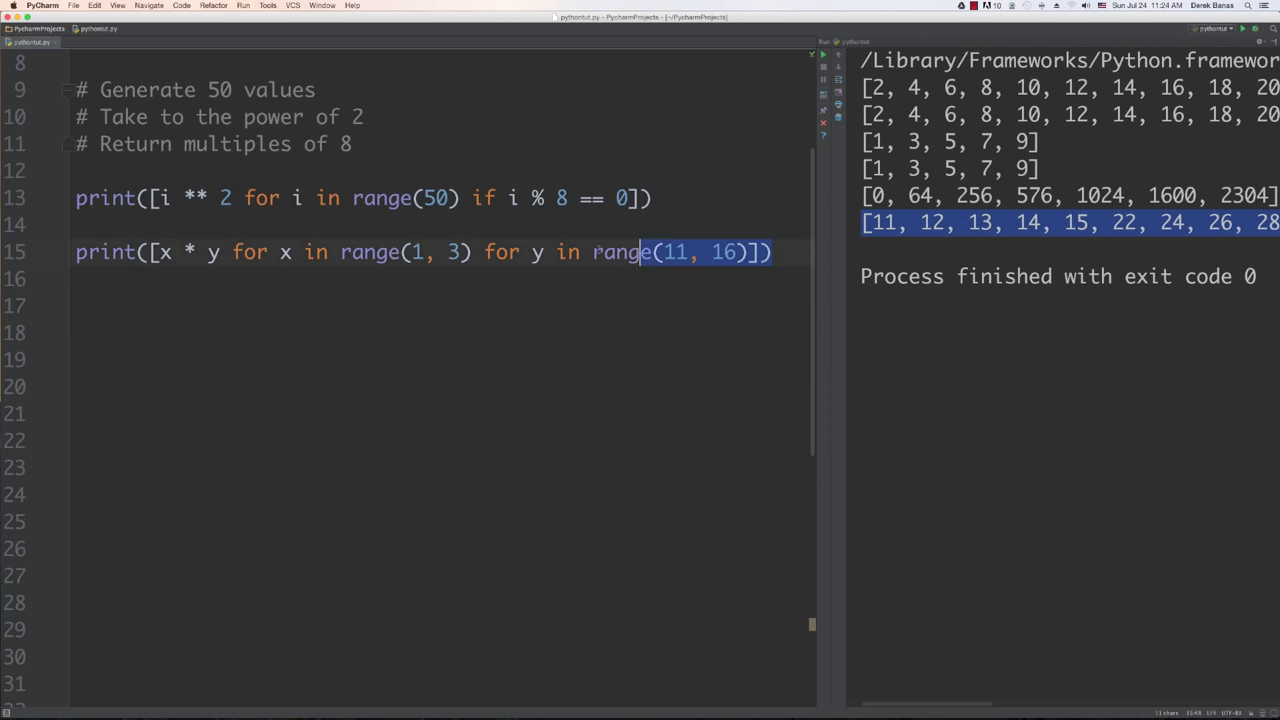 PyCharm File Edit View Navigate Code Refactor Run Tools VCS Window Help
10 Sun Jul 24 11:24 AM Derek Banas
pythontut.py - PycharmProjects - [~/PycharmProjects]
PycharmProjects pythontut.py
pythontut
pythontut.py
Run: pythontut
8
9 # Generate 50 values
10 # Take to the power of 2
11 # Return multiples of 8
12
13 print([i ** 2 for i in range(50) if i % 8 == 0])
14
15 print([x * y for x in range(1, 3) for y in range(11, 16)])
16
17
18
19
20
21
22
23
24
25
26
27
28
29
30
31
/Library/Frameworks/Python.framewor
[2, 4, 6, 8, 10, 12, 14, 16, 18, 20
[2, 4, 6, 8, 10, 12, 14, 16, 18, 20
[1, 3, 5, 7, 9]
[1, 3, 5, 7, 9]
[0, 64, 256, 576, 1024, 1600, 2304]
[11, 12, 13, 14, 15, 22, 24, 26, 28
Process finished with exit code 0
11 chars 15:48 LF≑ UTF-8≑